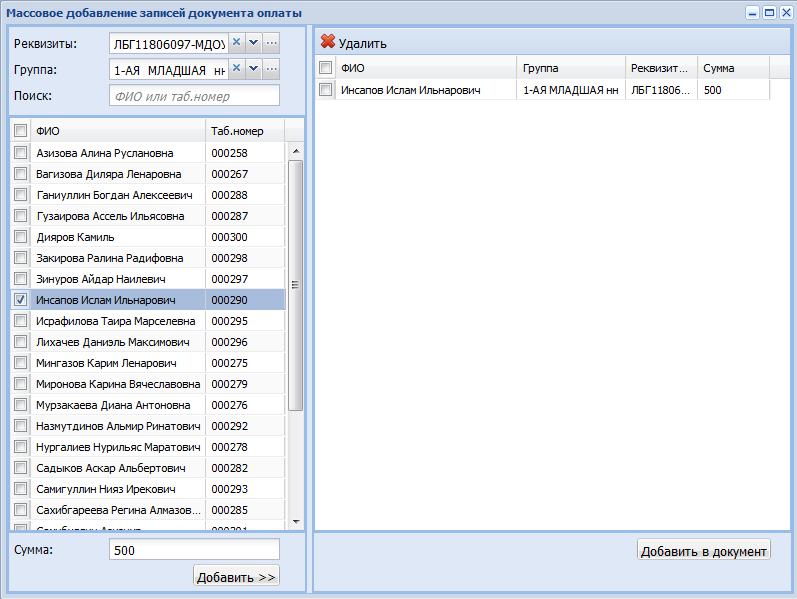 Массовое добавление записей документа оплаты
Реквизиты: ЛБГ11806097-МДОУ
Группа: 1-АЯ МЛАДШАЯ нн
Поиск: ФИО или таб.номер
ФИО Таб.номер
Азизова Алина Руслановна 000258
Вагизова Диляра Ленаровна 000267
Ганиуллин Богдан Алексеевич 000288
Гузаирова Ассель Ильясовна 000287
Дияров Камиль 000300
Закирова Ралина Радифовна 000298
Зинуров Айдар Наилевич 000297
Инсапов Ислам Ильнарович 000290
Исрафилова Таира Марселевна 000295
Лихачев Даниэль Максимович 000296
Мингазов Карим Ленарович 000275
Миронова Карина Вячеславовна 000279
Мурзакаева Диана Антоновна 000276
Назмутдинов Альмир Ринатович 000292
Нургалиев Нурильяс Маратович 000278
Садыков Аскар Альбертович 000282
Самигуллин Нияз Ирекович 000293
Сахибгареева Регина Алмазов... 000285
Сумма: 500
Добавить >>
Удалить
ФИО Группа Реквизит... Сумма
Инсапов Ислам Ильнарович 1-АЯ МЛАДШАЯ нн ЛБГ11806... 500
Добавить в документ